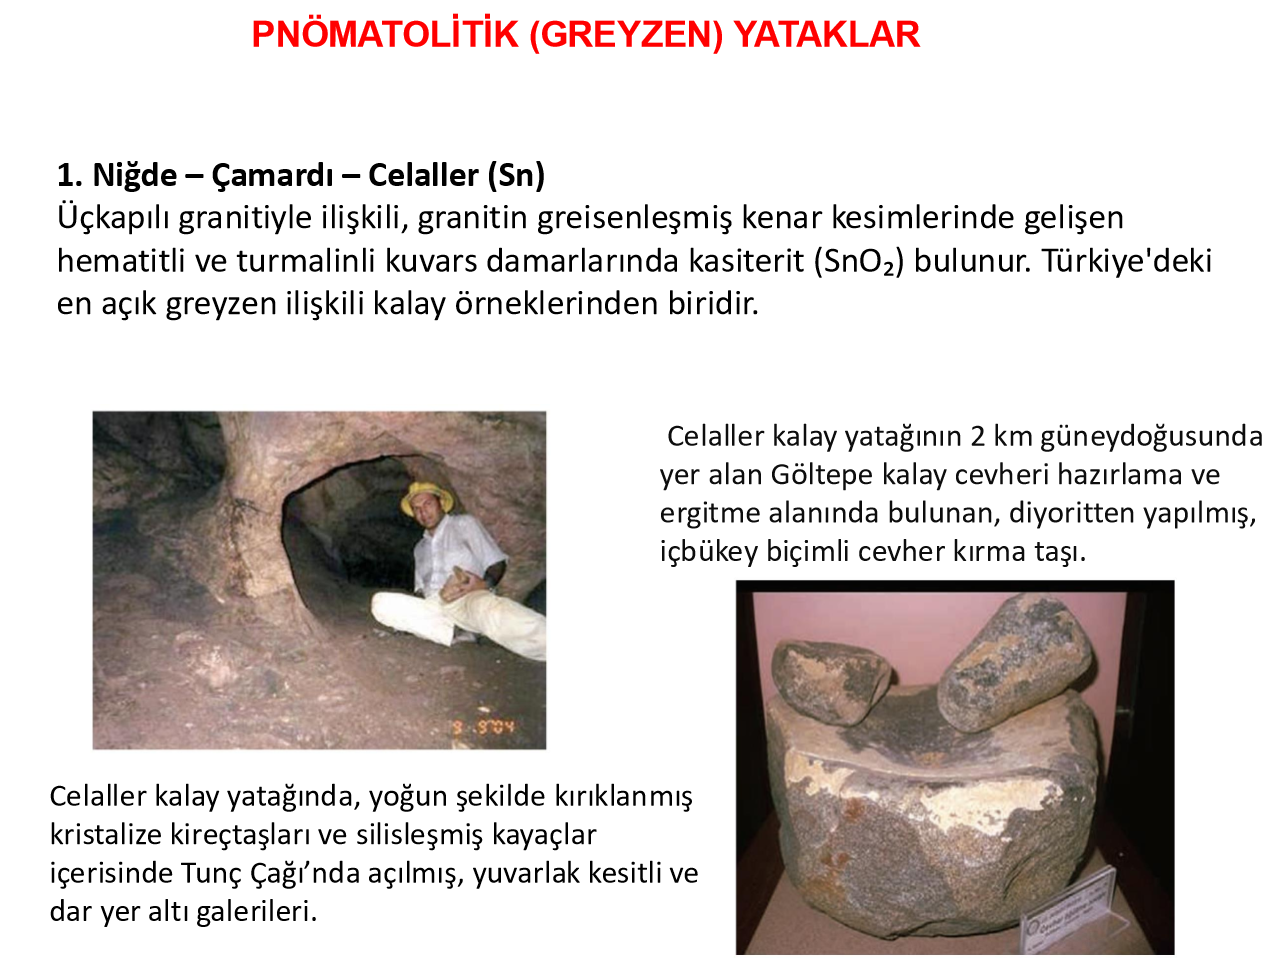 PNÖMATOLİTİK (GREYZEN) YATAKLAR
1. Niğde – Çamardı – Celaller (Sn)
Üçkapılı granitiyle ilişkili, granitin greisenleşmiş kenar kesimlerinde gelişen
hematitli ve turmalinli kuvars damarlarında kasiterit (SnO₂) bulunur. Türkiye'deki
en açık greyzen ilişkili kalay örneklerinden biridir.
Celaller kalay yatağının 2 km güneydoğusunda
yer alan Göltepe kalay cevheri hazırlama ve
ergitme alanında bulunan, diyoritten yapılmış,
içbükey biçimli cevher kırma taşı.
9 9'04
Celaller kalay yatağında, yoğun şekilde kırıklanmış
kristalize kireçtaşları ve silisleşmiş kayaçlar
içerisinde Tunç Çağı’nda açılmış, yuvarlak kesitli ve
dar yer altı galerileri.